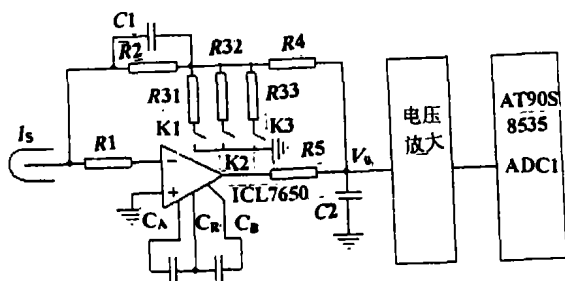 C1
R2
R32
R4
R31
R33
K1
K3
K2
R5
IS
R1
V0
ICL7650
C2
CA
CR
CB
电压
放大
AT90S
8535
ADC1